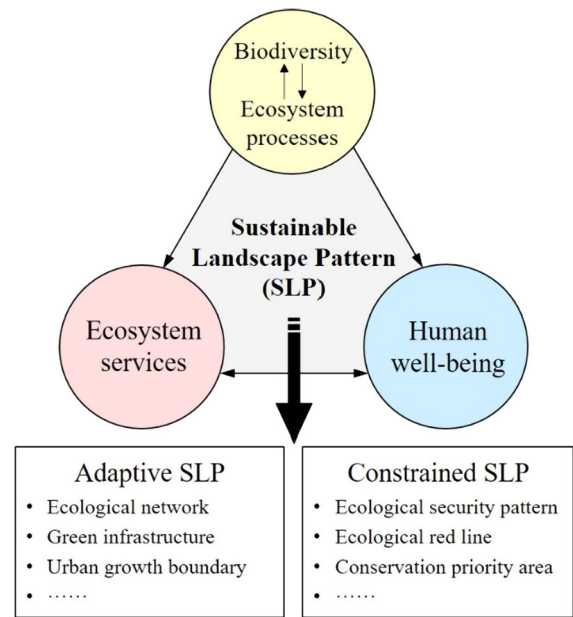 Biodiversity
Ecosystem
processes
Sustainable
Landscape Pattern
(SLP)
Ecosystem
services
Human
well-being
Adaptive SLP
• Ecological network
• Green infrastructure
• Urban growth boundary
• ······
Constrained SLP
• Ecological security pattern
• Ecological red line
• Conservation priority area
• ······